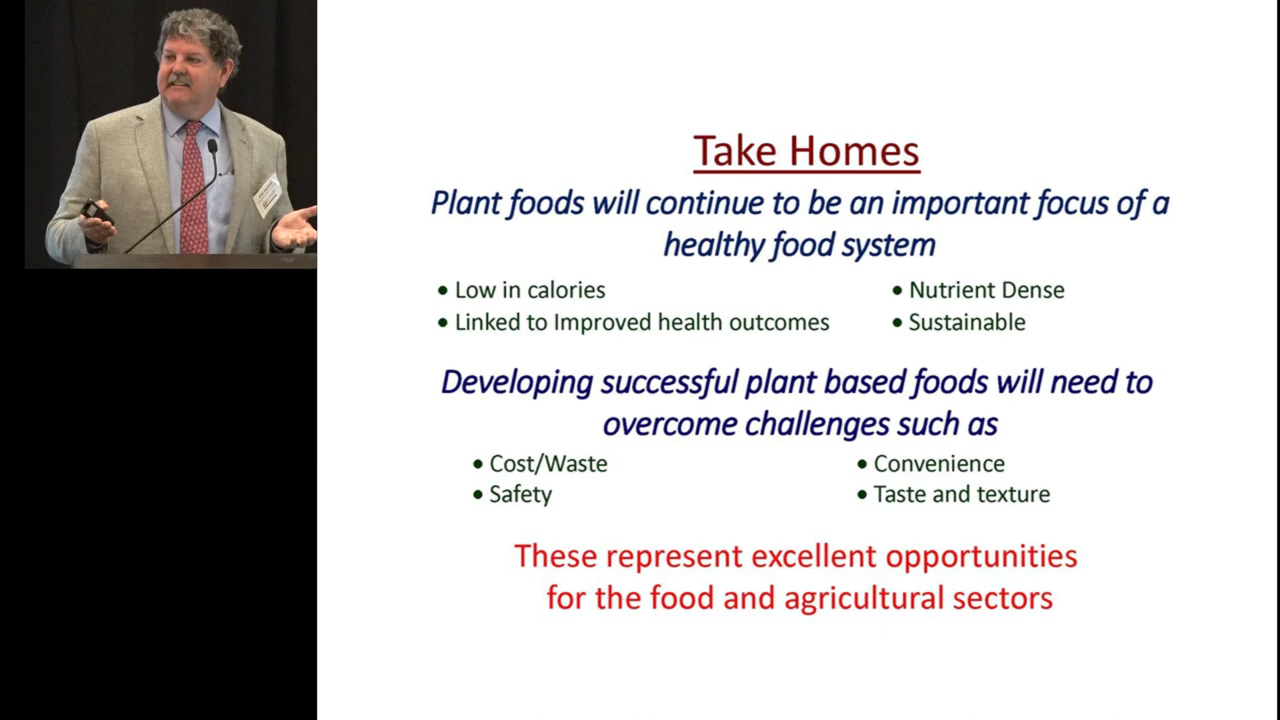 Take Homes
Plant foods will continue to be an important focus of a
healthy food system
• Low in calories
• Nutrient Dense
• Linked to Improved health outcomes
• Sustainable
Developing successful plant based foods will need to
overcome challenges such as
• Cost/Waste
• Convenience
• Safety
• Taste and texture
These represent excellent opportunities
for the food and agricultural sectors